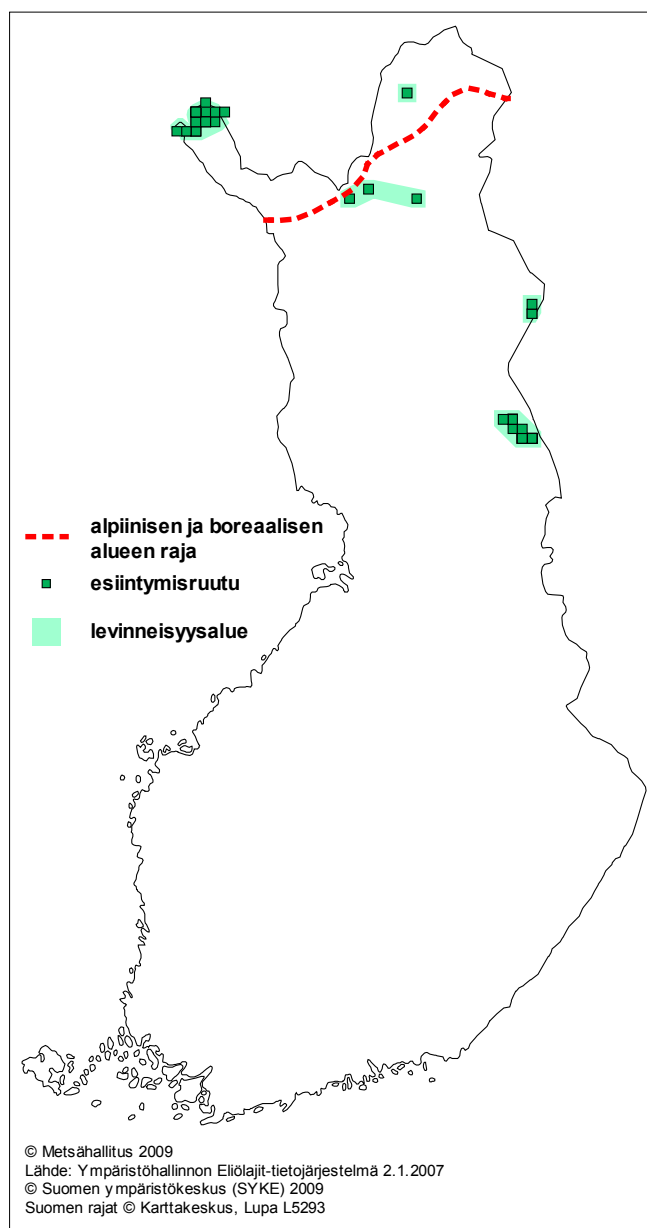 alpiinisen ja boreaalisen
alueen raja
esiintymisruutu
levinneisyysalue
© Metsähallitus 2009
Lähde: Ympäristöhallinnon Eliölajit-tietojärjestelmä 2.1.2007
© Suomen ympäristökeskus (SYKE) 2009
Suomen rajat © Karttakeskus, Lupa L5293